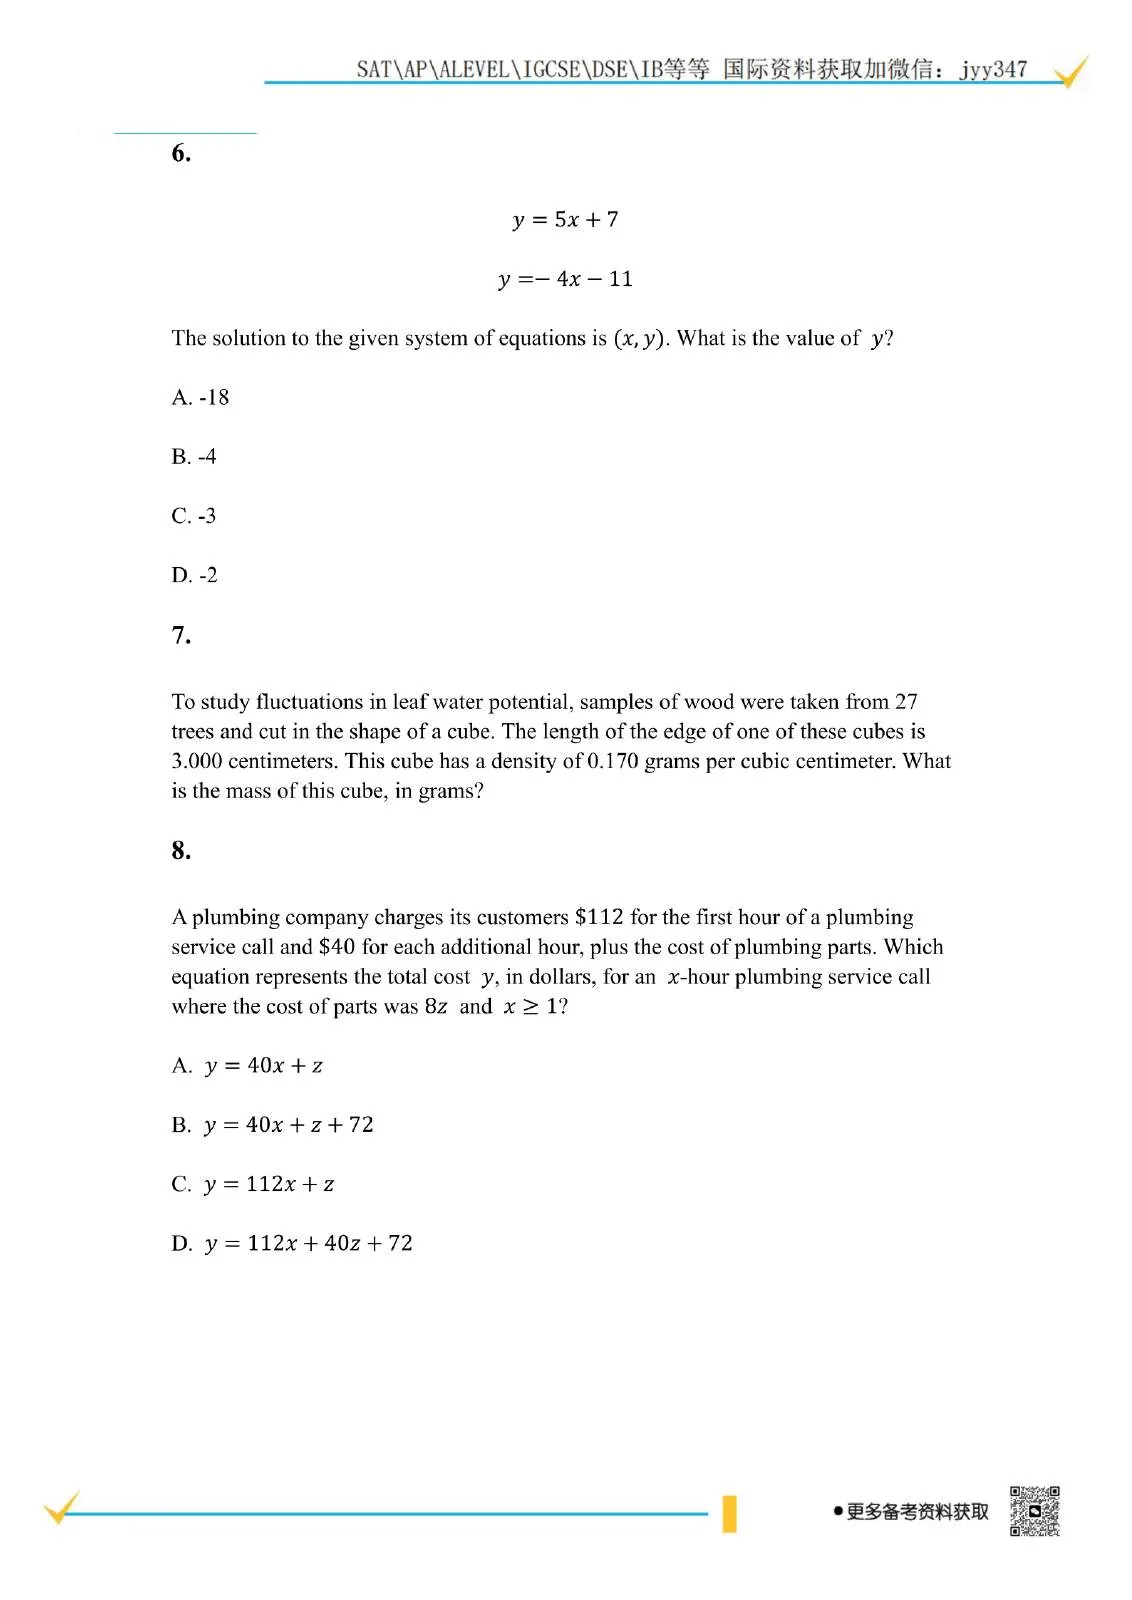 SAT\AP\ALEVEL\IGCSE\DSE\IB等等 国际资料获取加微信：jyy347
6.
y = 5x + 7
y =− 4x − 11
The solution to the given system of equations is (x, y). What is the value of y?
A. -18
B. -4
C. -3
D. -2
7.
To study fluctuations in leaf water potential, samples of wood were taken from 27
trees and cut in the shape of a cube. The length of the edge of one of these cubes is
3.000 centimeters. This cube has a density of 0.170 grams per cubic centimeter. What
is the mass of this cube, in grams?
8.
A plumbing company charges its customers $112 for the first hour of a plumbing
service call and $40 for each additional hour, plus the cost of plumbing parts. Which
equation represents the total cost y, in dollars, for an x-hour plumbing service call
where the cost of parts was 8z and x ≥ 1?
A. y = 40x + z
B. y = 40x + z + 72
C. y = 112x + z
D. y = 112x + 40z + 72
●更多备考资料获取